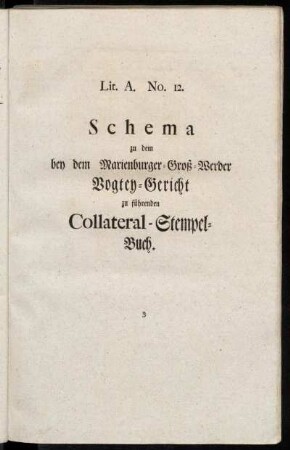 Lit. A. No. 12.
Schema
zu dem
bey dem Marienburger-Groß-Werder
Vogtey-Gericht
zu führenden
Collateral-Stempel-
Buch.
3